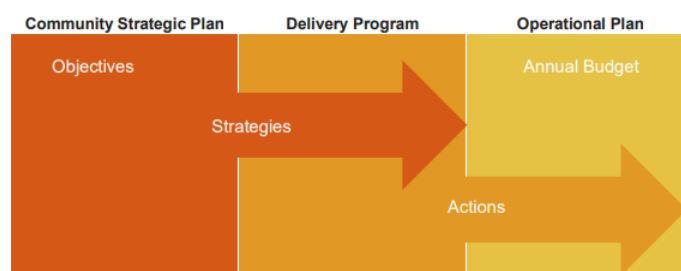 Community Strategic Plan
Delivery Program
Operational Plan
Objectives
Annual Budget
Strategies
Actions